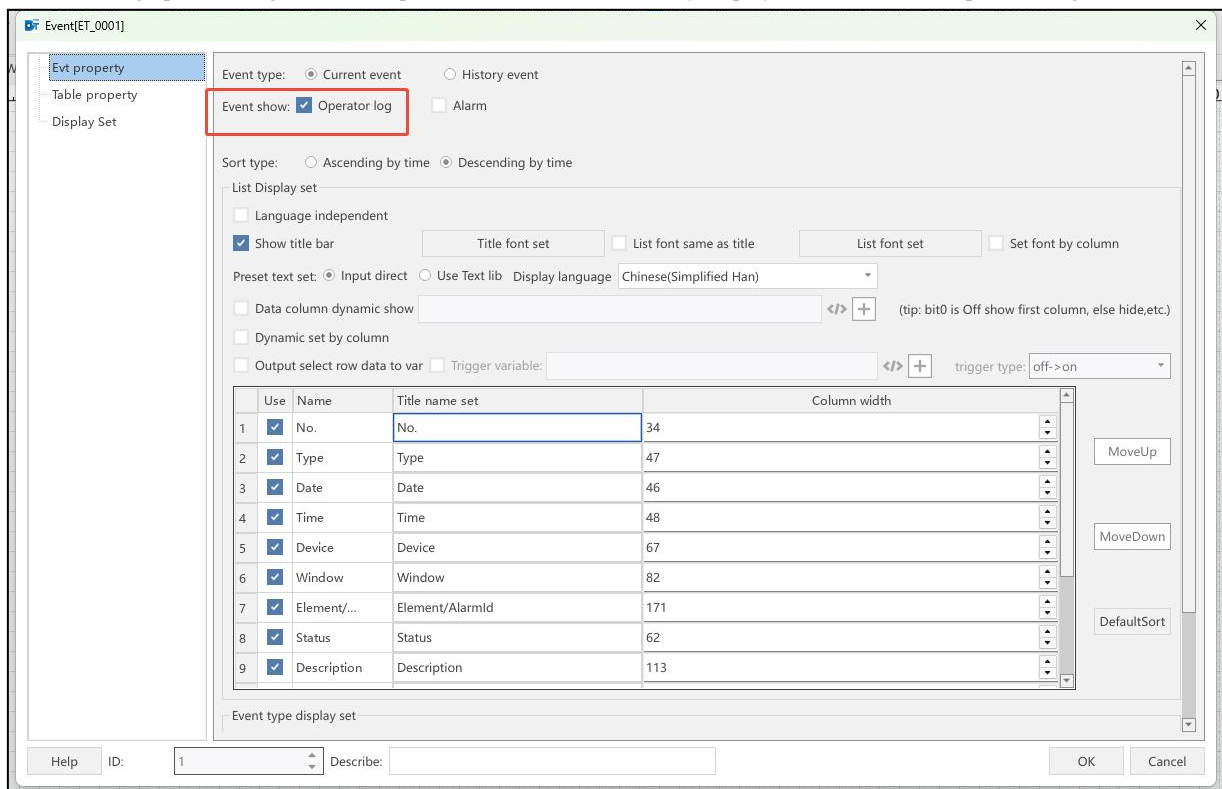 Event[ET_0001]
Evt property
Table property
Display Set
Event type: Current event History event
Event show: Operator log Alarm
Sort type: Ascending by time Descending by time
List Display set
Language independent
Show title bar Title font set List font same as title List font set Set font by column
Preset text set: Input direct Use Text lib Display language Chinese(Simplified Han)
Data column dynamic show </> + (tip: bit0 is Off show first column, else hide,etc.)
Dynamic set by column
Output select row data to var Trigger variable: </> + trigger type: off->on
Use Name Title name set Column width
1 No. No. 34
2 Type Type 47
3 Date Date 46
4 Time Time 48
5 Device Device 67
6 Window Window 82
7 Element/... Element/AlarmId 171
8 Status Status 62
9 Description Description 113
MoveUp
MoveDown
DefaultSort
Event type display set
Help ID: 1 Describe: OK Cancel